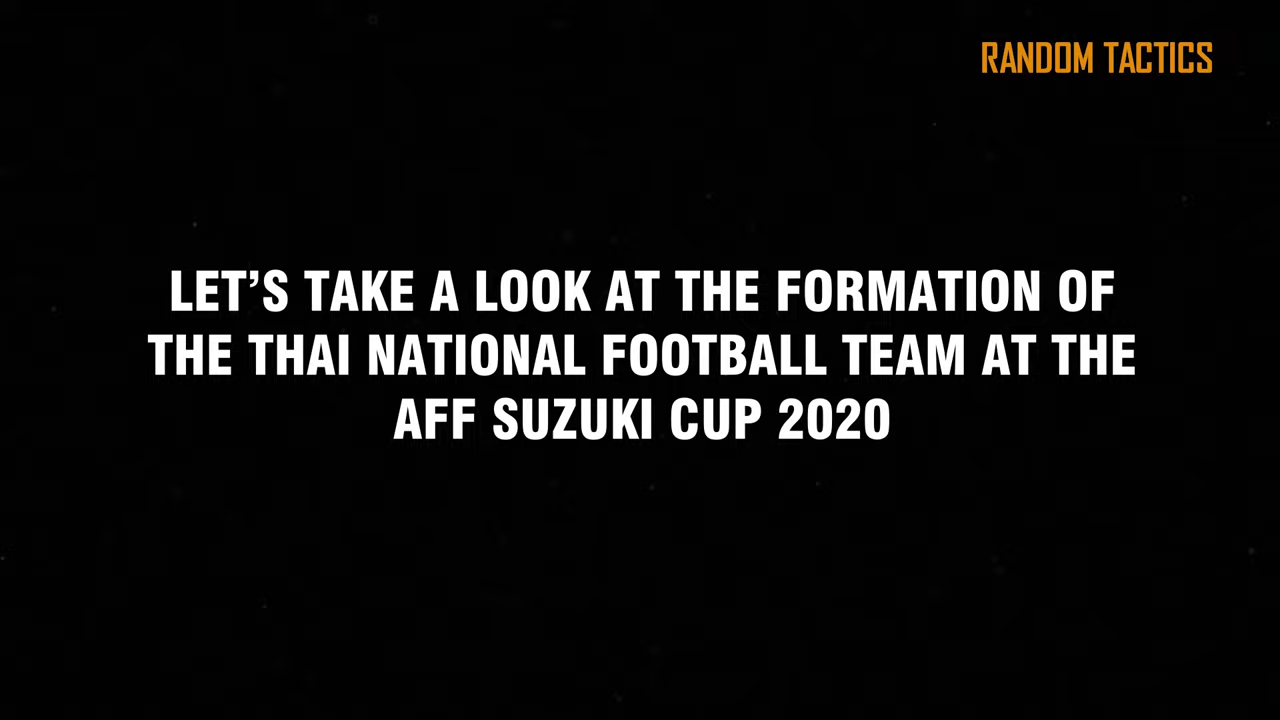 RANDOM TACTICS
LET’S TAKE A LOOK AT THE FORMATION OF
THE THAI NATIONAL FOOTBALL TEAM AT THE
AFF SUZUKI CUP 2020